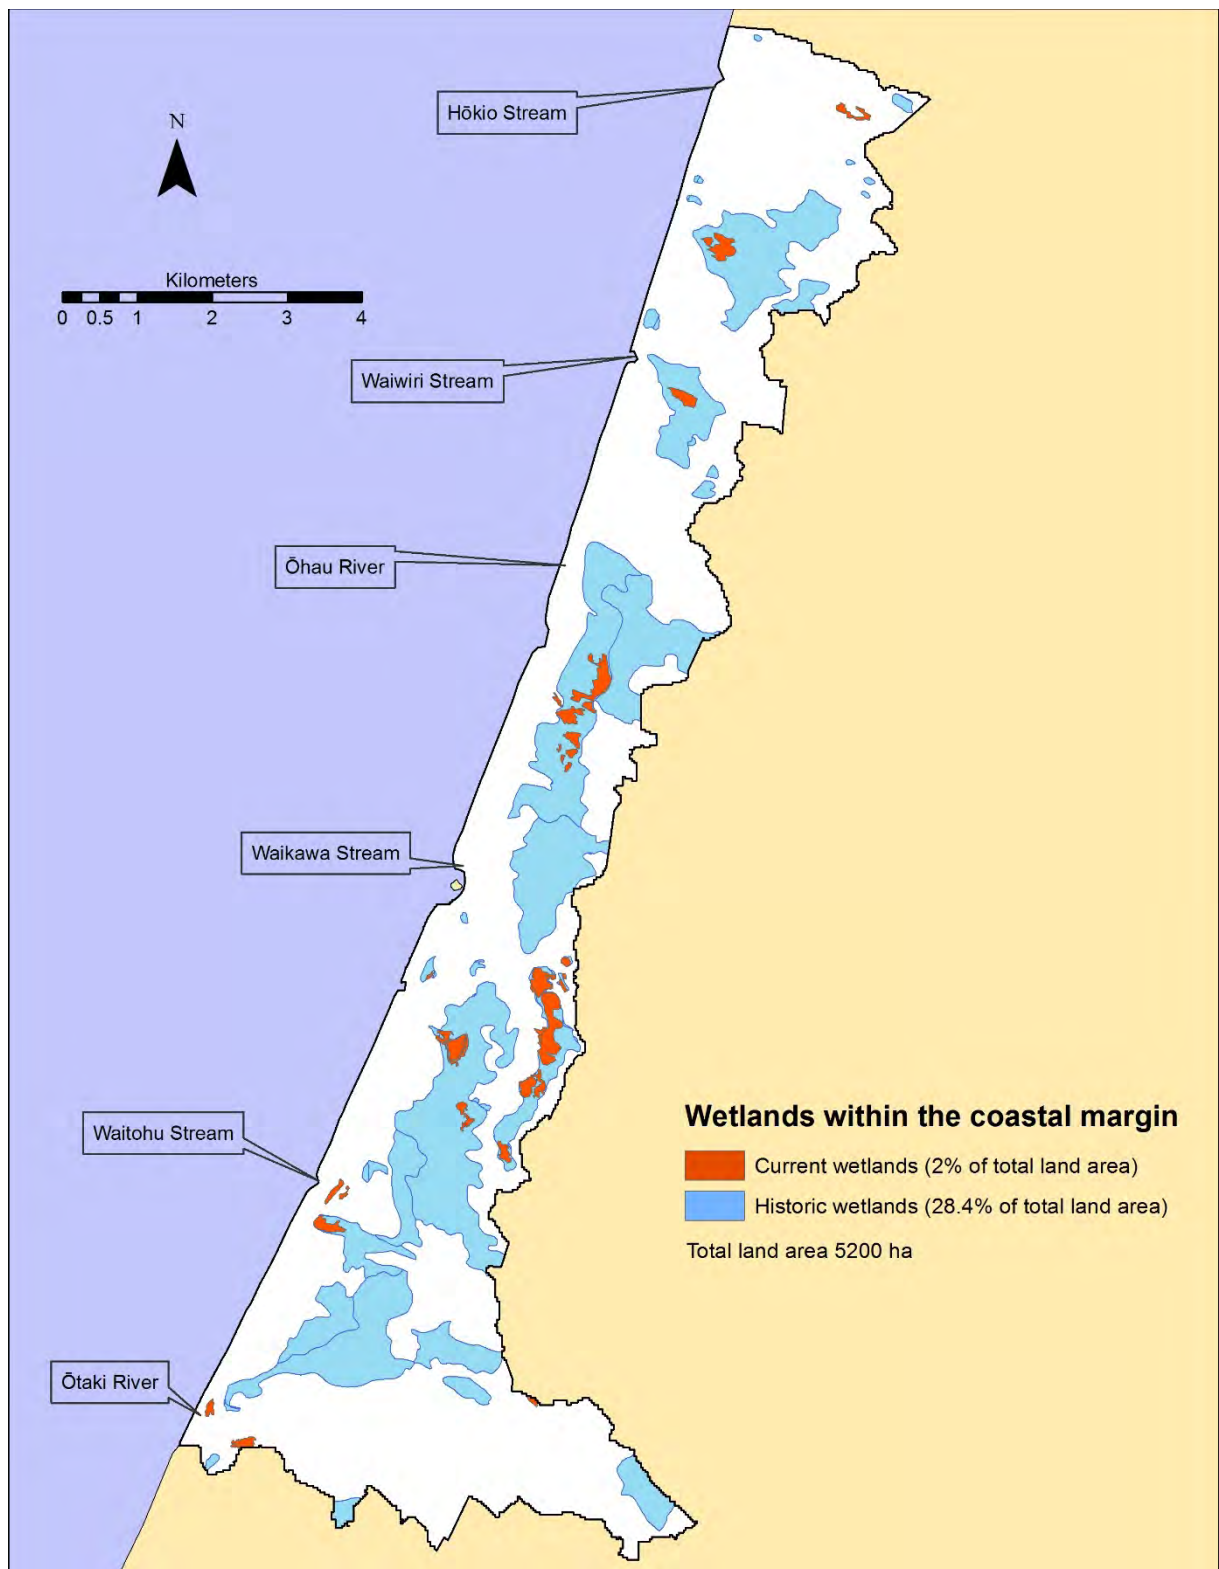 Hōkio Stream
N
Kilometers
0 0.5 1 2 3 4
Waiwiri Stream
Ōhau River
Waikawa Stream
Wetlands within the coastal margin
Waitohu Stream
Current wetlands (2% of total land area)
Historic wetlands (28.4% of total land area)
Total land area 5200 ha
Ōtaki River